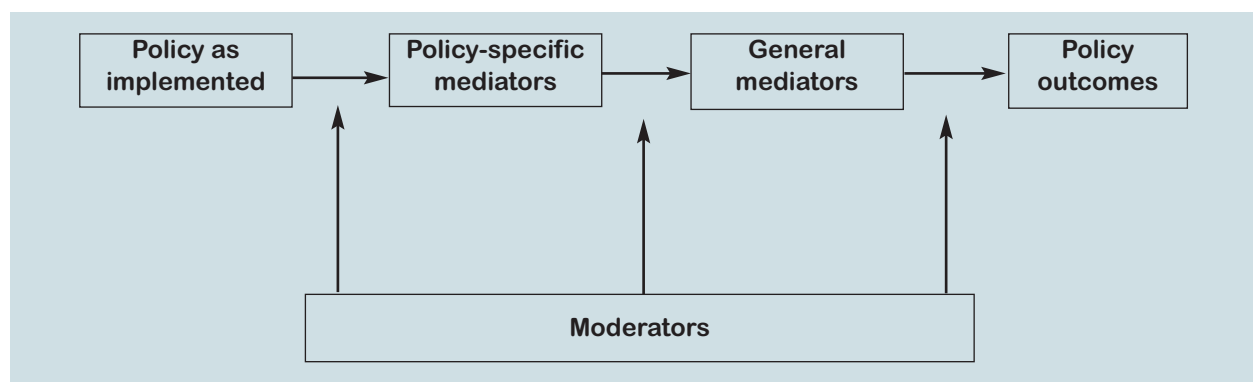 Policy as
implemented
Policy-specific
mediators
General
mediators
Policy
outcomes
Moderators